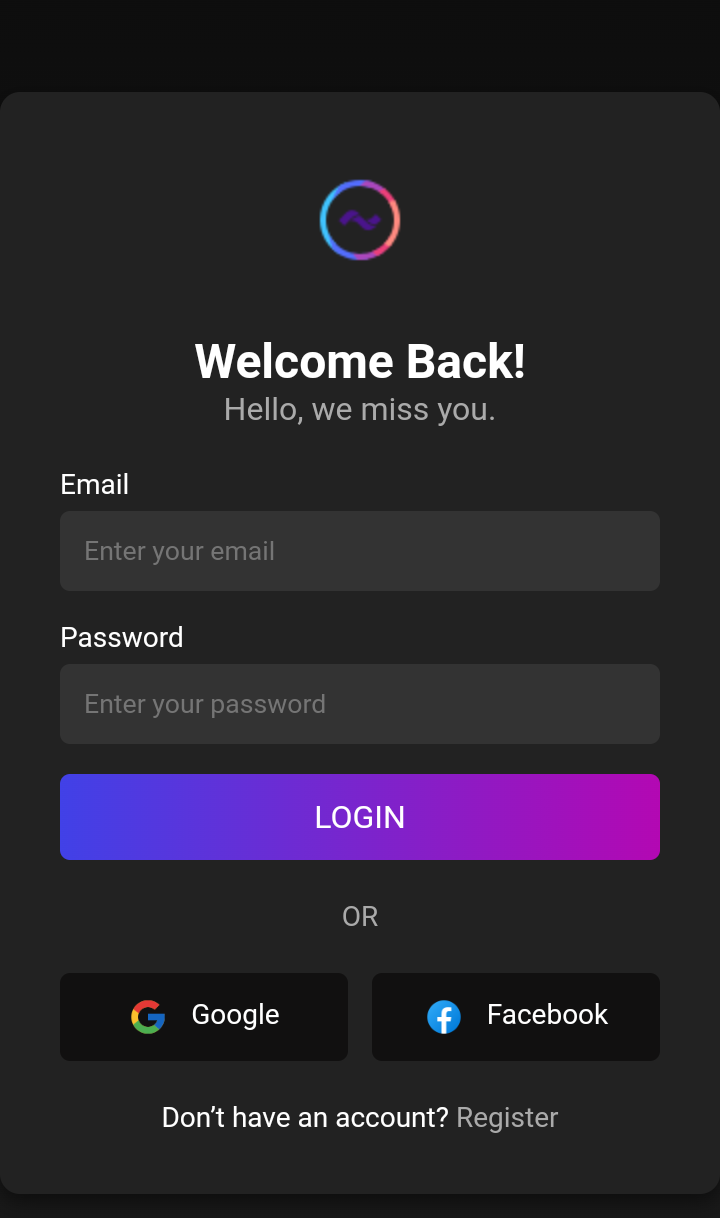 Welcome Back!
Hello, we miss you.
Email
Enter your email
Password
Enter your password
LOGIN
OR
Google
Facebook
Don’t have an account? Register